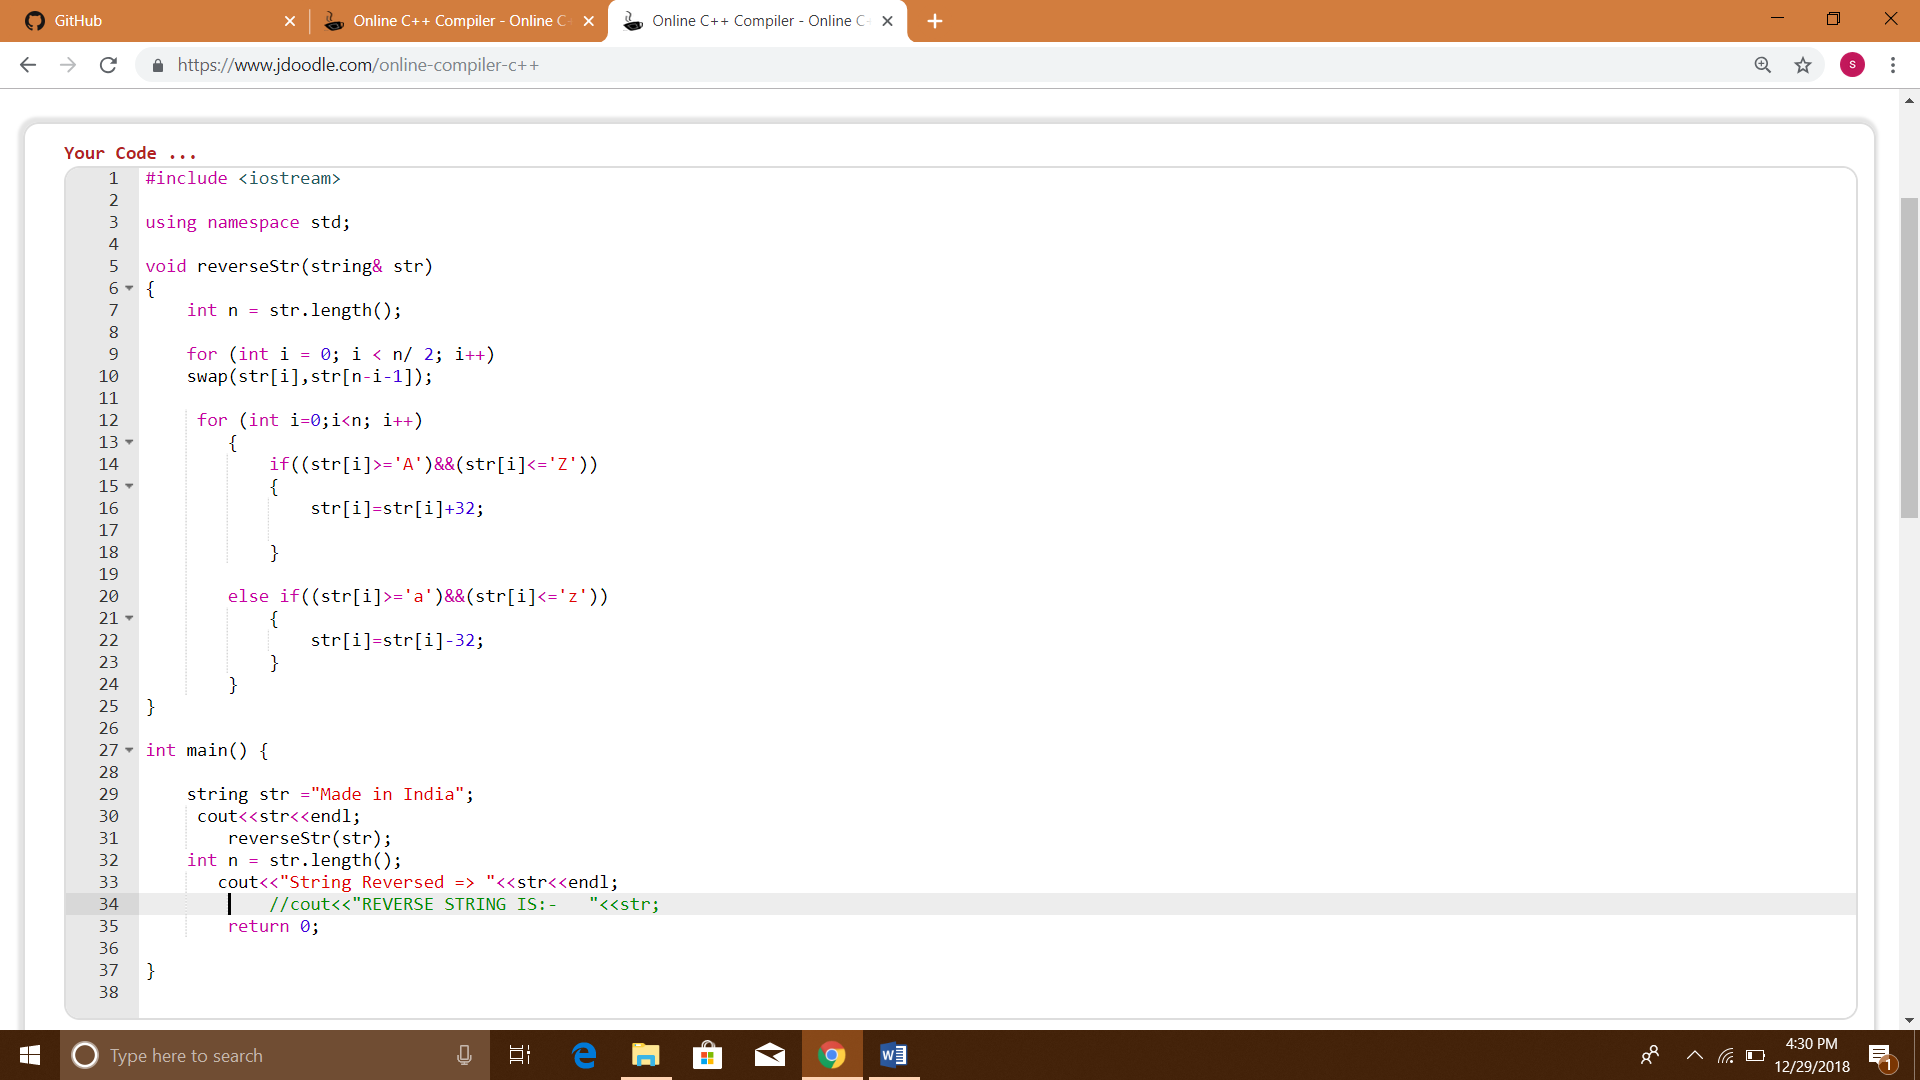 GitHub
Online C++ Compiler - Online C
Online C++ Compiler - Online C
https://www.jdoodle.com/online-compiler-c++
s
Your Code ...
1 #include <iostream>
2
3 using namespace std;
4
5 void reverseStr(string& str)
6 {
7     int n = str.length();
8
9     for (int i = 0; i < n/ 2; i++)
10     swap(str[i],str[n-i-1]);
11
12      for (int i=0;i<n; i++)
13         {
14             if((str[i]>='A')&&(str[i]<='Z'))
15             {
16                 str[i]=str[i]+32;
17
18             }
19
20         else if((str[i]>='a')&&(str[i]<='z'))
21             {
22                 str[i]=str[i]-32;
23             }
24         }
25 }
26
27 int main() {
28
29     string str ="Made in India";
30      cout<<str<<endl;
31         reverseStr(str);
32     int n = str.length();
33        cout<<"String Reversed => "<<str<<endl;
34             //cout<<"REVERSE STRING IS:-   "<<str;
35         return 0;
36
37 }
38
Type here to search
4:30 PM
12/29/2018
1